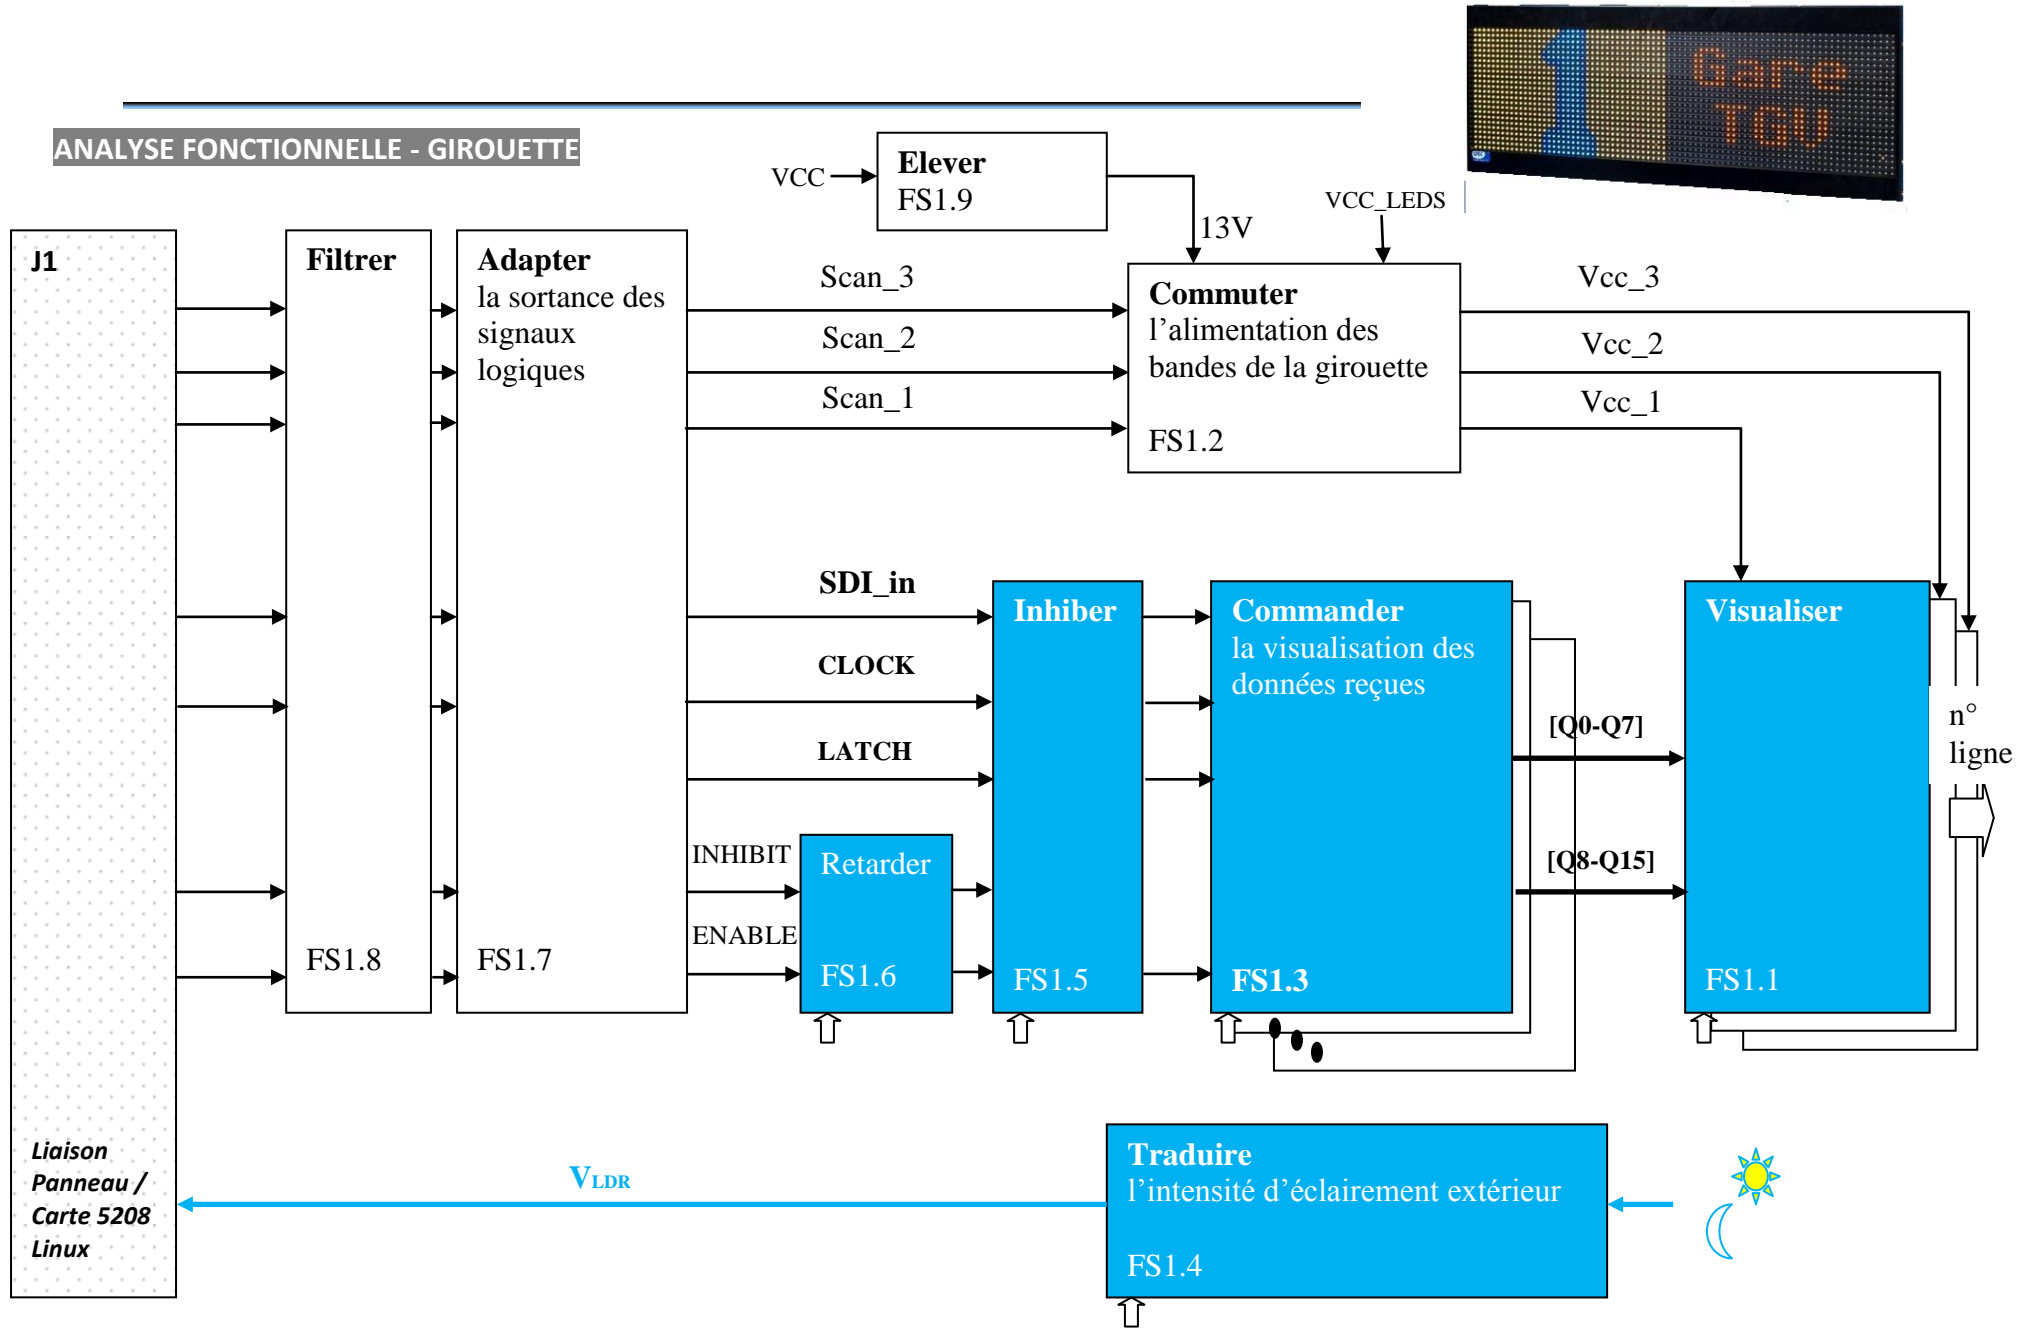 ANALYSE FONCTIONNELLE - GIROUETTE
1
Gare
TGV
VCC
Elever
FS1.9
13V
VCC_LEDS
J1
Filtrer
FS1.8
Adapter
la sortance des
signaux
logiques
FS1.7
Scan_3
Scan_2
Scan_1
Commuter
l’alimentation des
bandes de la girouette
FS1.2
Vcc_3
Vcc_2
Vcc_1
SDI_in
CLOCK
LATCH
INHIBIT
ENABLE
Retarder
FS1.6
Inhiber
FS1.5
Commander
la visualisation des
données reçues
FS1.3
[Q0-Q7]
[Q8-Q15]
Visualiser
FS1.1
n°
ligne
Liaison
Panneau /
Carte 5208
Linux
VLDR
Traduire
l’intensité d’éclairement extérieur
FS1.4